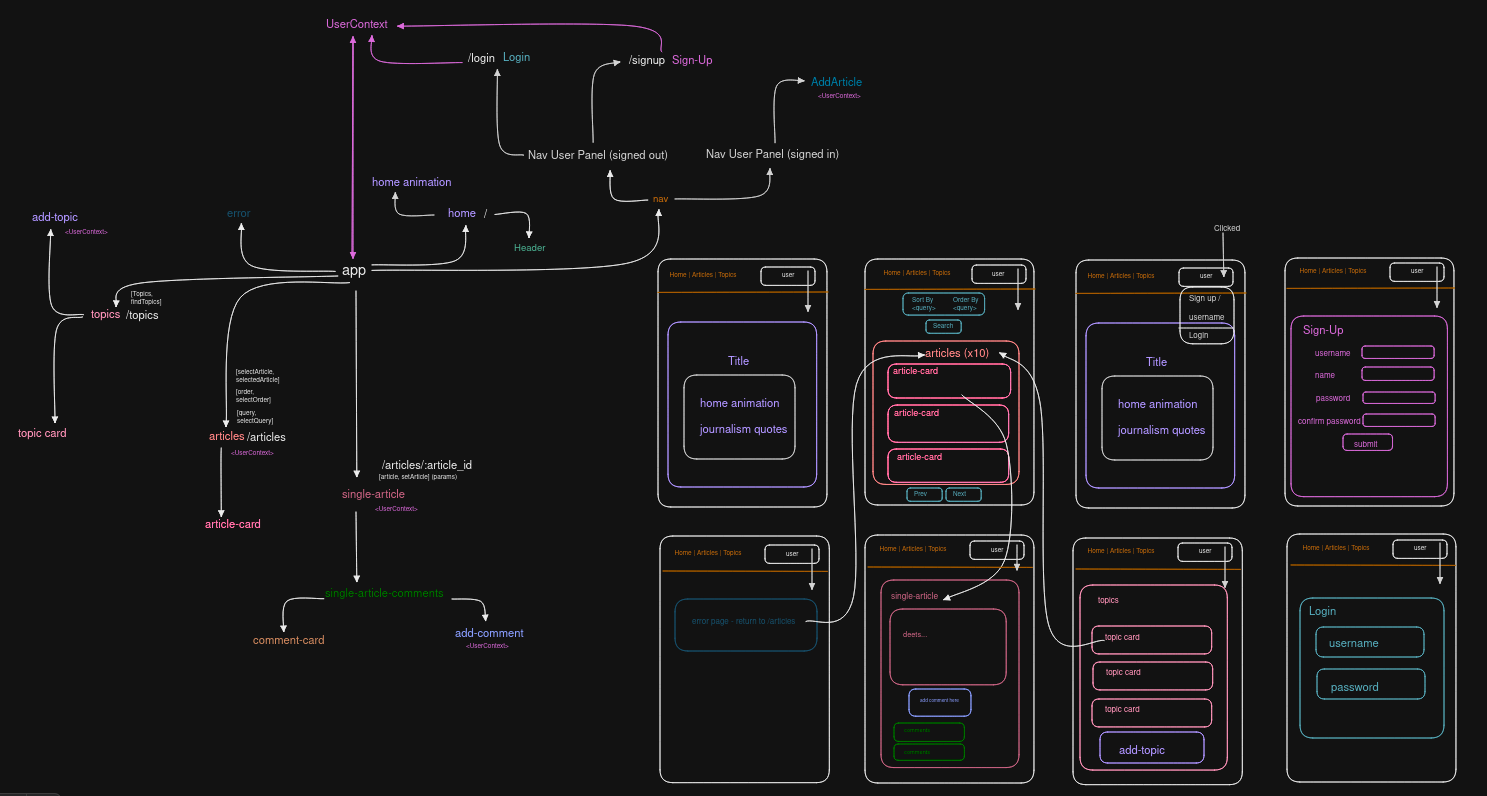 UserContext
/login Login
/signup Sign-Up
AddArticle
<UserContext>
Nav User Panel (signed out)
Nav User Panel (signed in)
home animation
nav
add-topic
<UserContext>
error
home /
Header
app
[Topics,
findTopics]
topics /topics
[selectArticle,
selectedArticle]
[order,
selectOrder]
[query,
selectQuery]
topic card
articles /articles
<UserContext>
/articles/:article_id
[article, setArticle] (params)
single-article
<UserContext>
article-card
single-article-comments
comment-card
add-comment
<UserContext>
Home | Articles | Topics
user
Title
home animation
journalism quotes
Home | Articles | Topics
user
Sort By
<query>
Order By
<query>
Search
articles (x10)
article-card
article-card
article-card
Prev
Next
Clicked
Home | Articles | Topics
user
Sign up /
username
Login
Title
home animation
journalism quotes
Home | Articles | Topics
user
Sign-Up
username
name
password
confirm password
submit
Home | Articles | Topics
user
error page - return to /articles
Home | Articles | Topics
user
single-article
deets...
add comment here
comments
comments
Home | Articles | Topics
user
topics
topic card
topic card
topic card
add-topic
Home | Articles | Topics
user
Login
username
password